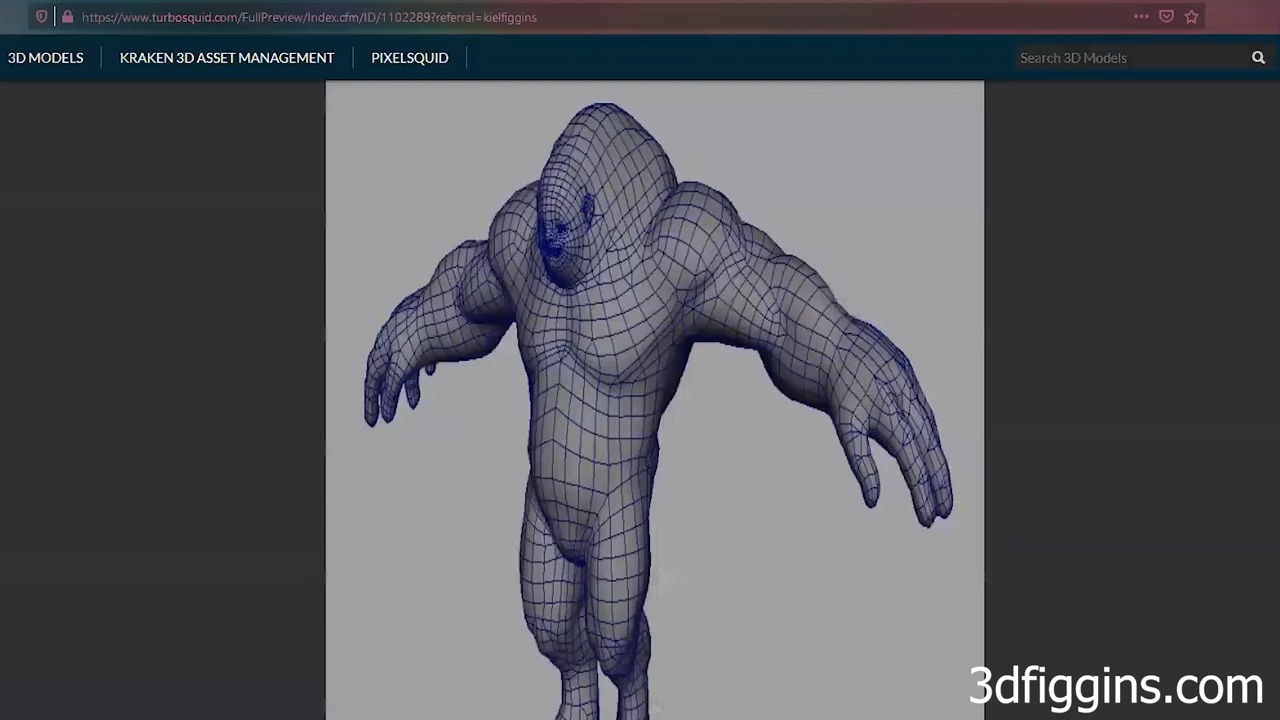 https://www.turbosquid.com/FullPreview/Index.cfm/ID/1102289?referral=kielfiggins
3D MODELS
KRAKEN 3D ASSET MANAGEMENT
PIXELSQUID
Search 3D Models
3dfiggins.com